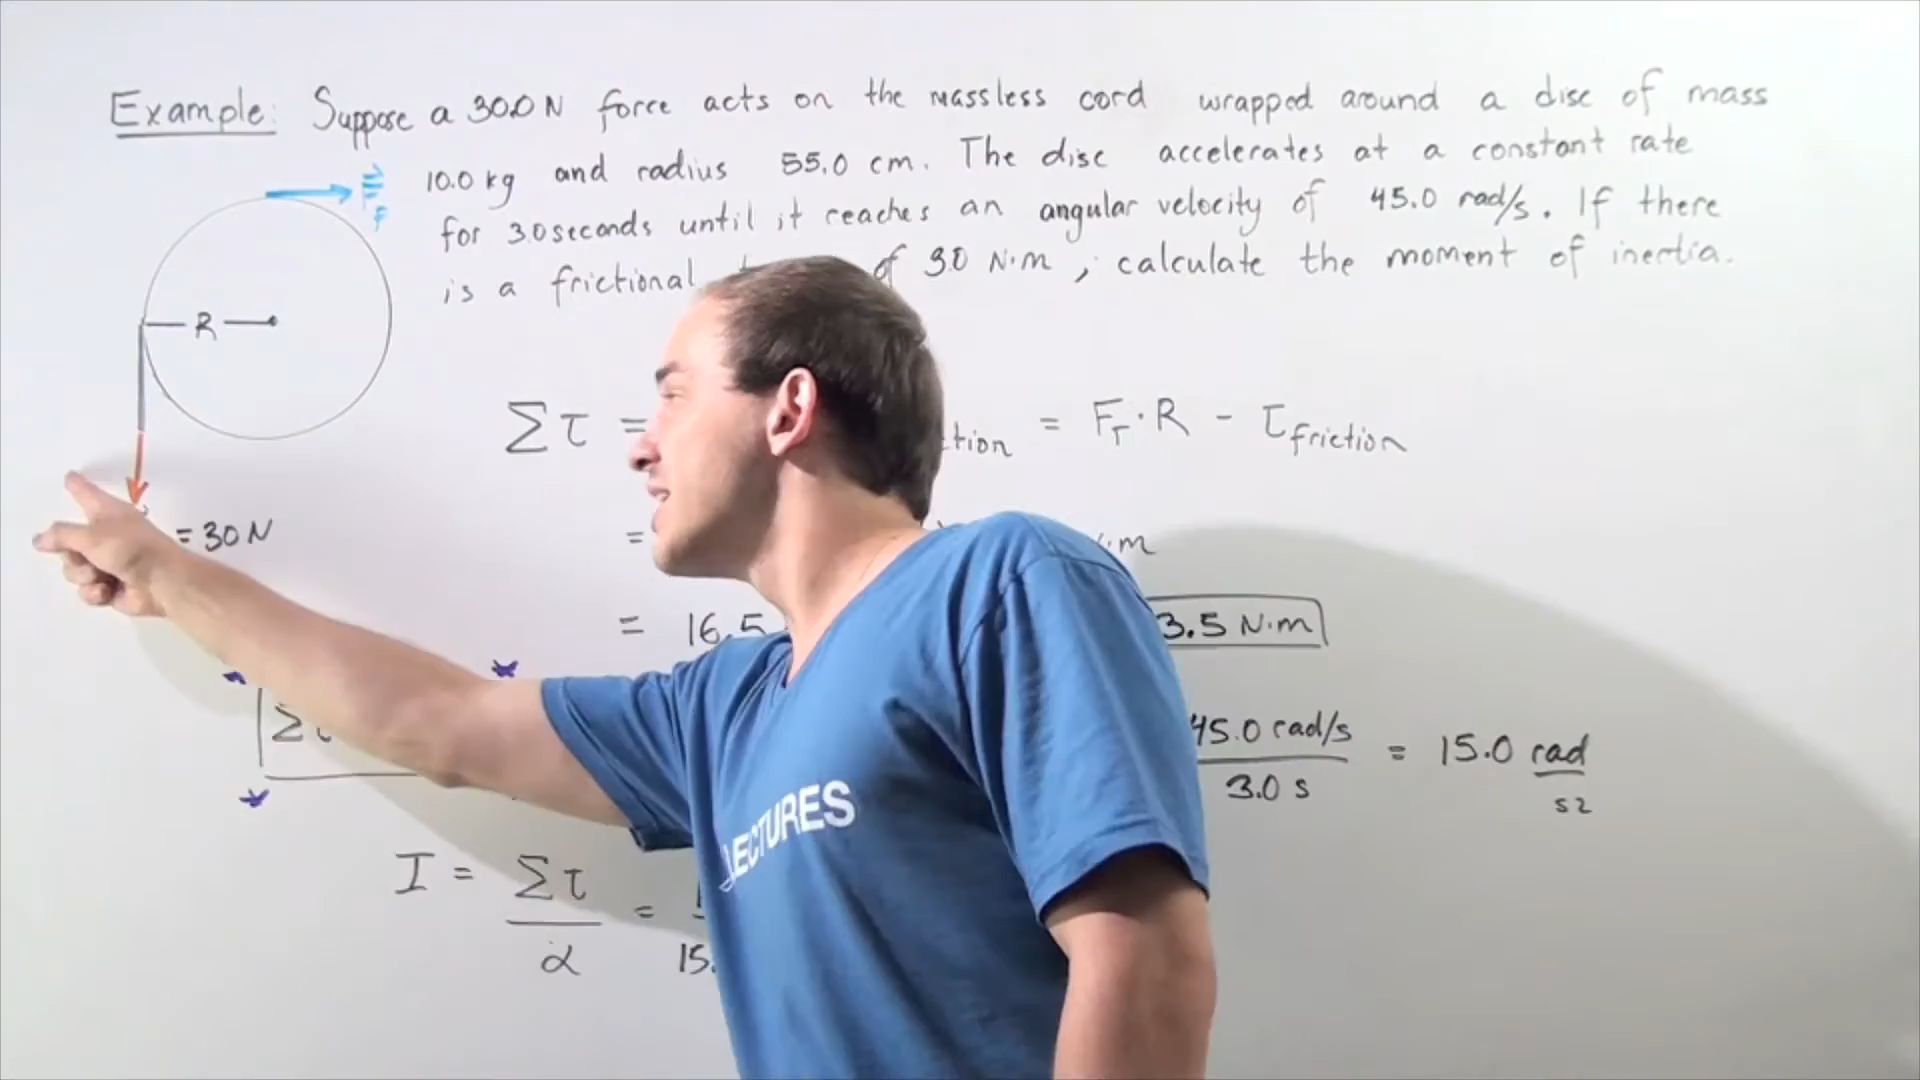 Example: Suppose a 30.0 N force acts on the massless cord wrapped around a disc of mass
10.0 kg and radius 55.0 cm. The disc accelerates at a constant rate
for 3.0 seconds until it reaches an angular velocity of 45.0 rad/s. If there
is a frictional of 3.0 N·m, calculate the moment of inertia.
F⃗f
R
Στ = = F_T · R - τ friction
= 30 N
=
= 16.5 3.5 N·m
Στ
45.0 rad/s = 15.0 rad
3.0 s s2
I = Στ =
α 15.
LECTURES